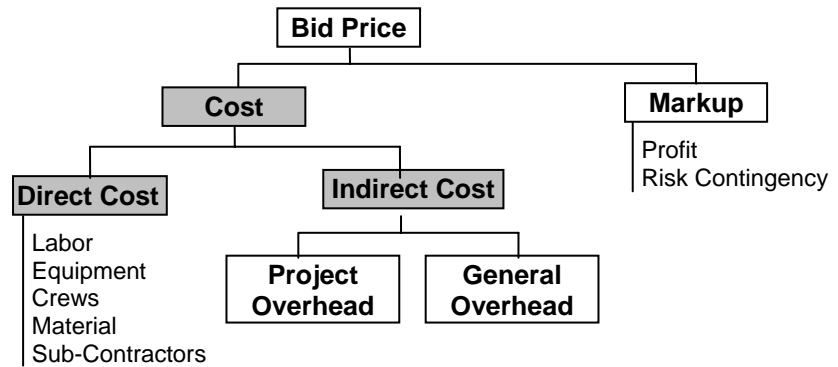 Bid Price
Cost
Markup
Profit
Risk Contingency
Direct Cost
Indirect Cost
Labor
Equipment
Crews
Material
Sub-Contractors
Project
Overhead
General
Overhead